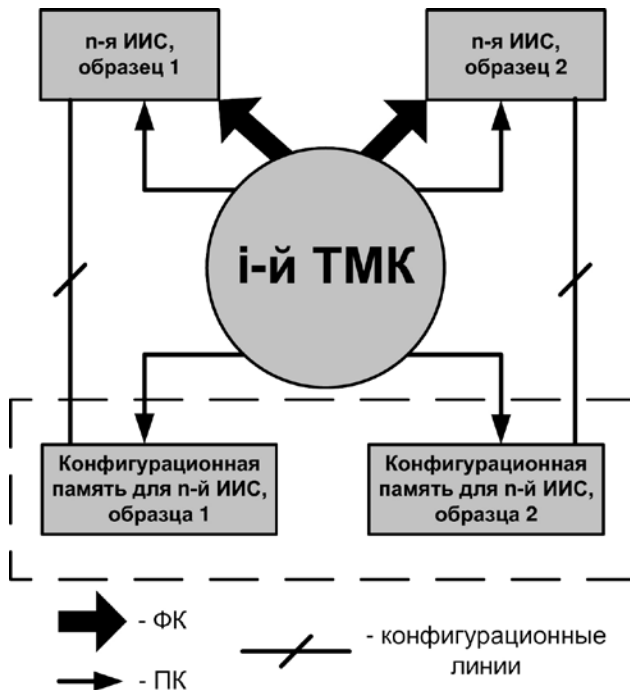 n-я ИИС,
образец 1
n-я ИИС,
образец 2
i-й ТМК
Конфигурационная
память для n-й ИИС,
образца 1
Конфигурационная
память для n-й ИИС,
образца 2
- ФК
- ПК
- конфигурационные
линии